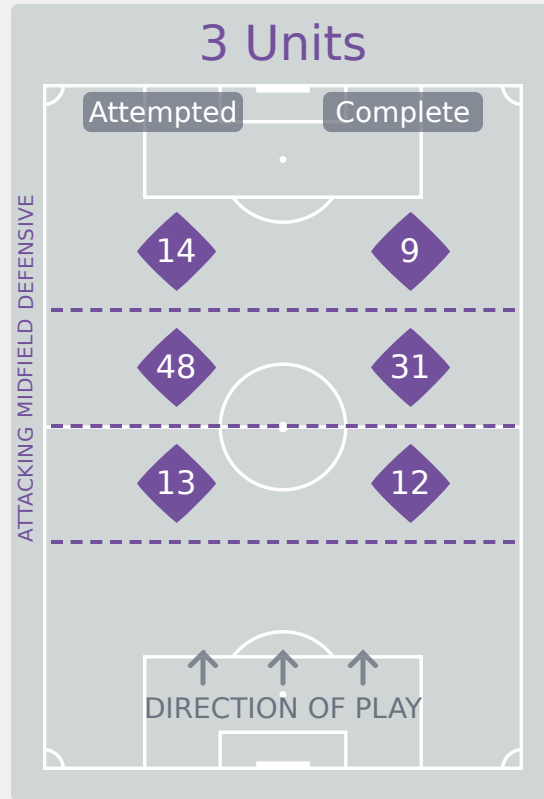 3 Units
Attempted Complete
14 9
48 31
13 12
ATTACKING MIDFIELD DEFENSIVE
DIRECTION OF PLAY